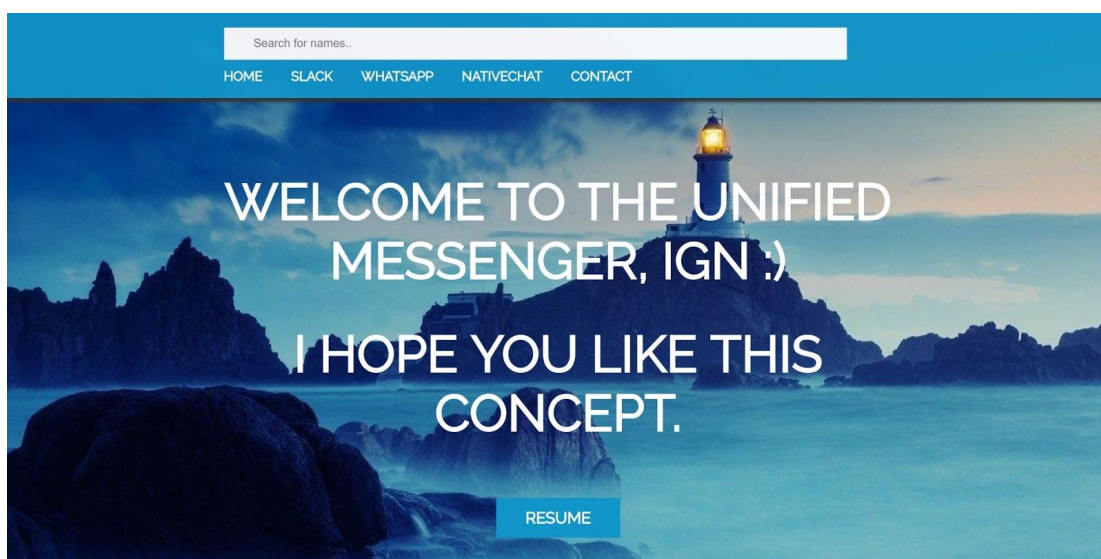 Search for names..
HOME SLACK WHATSAPP NATIVECHAT CONTACT
WELCOME TO THE UNIFIED
MESSENGER, IGN :)
I HOPE YOU LIKE THIS
CONCEPT.
RESUME